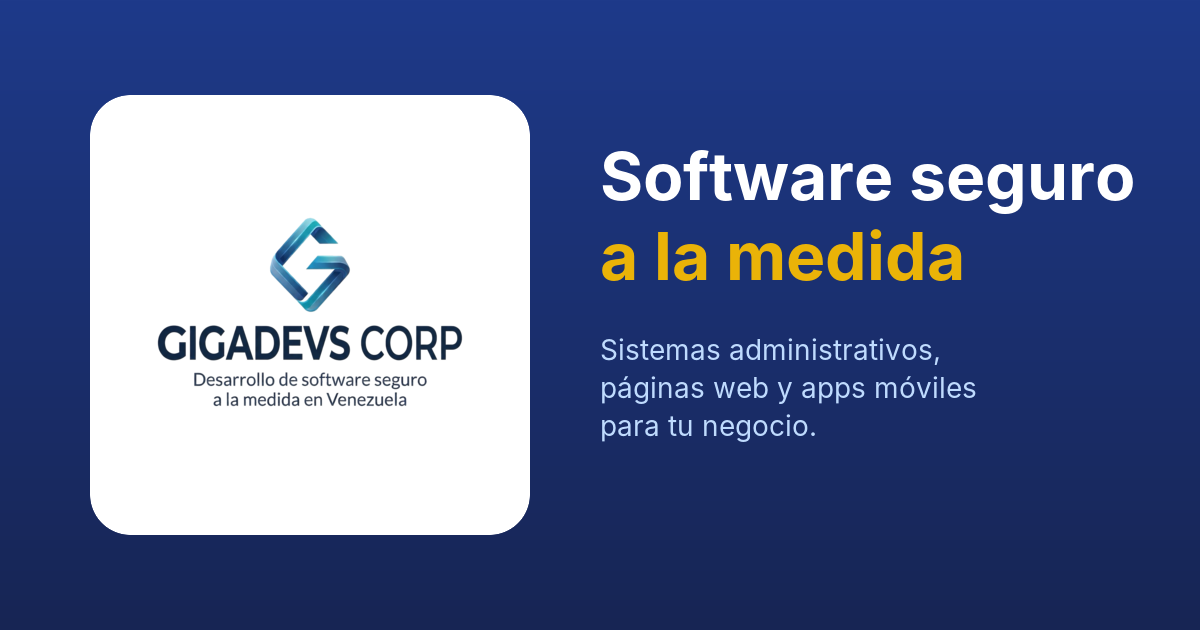 GIGADEVS CORP
Desarrollo de software seguro
a la medida en Venezuela
Software seguro
a la medida
Sistemas administrativos,
páginas web y apps móviles
para tu negocio.